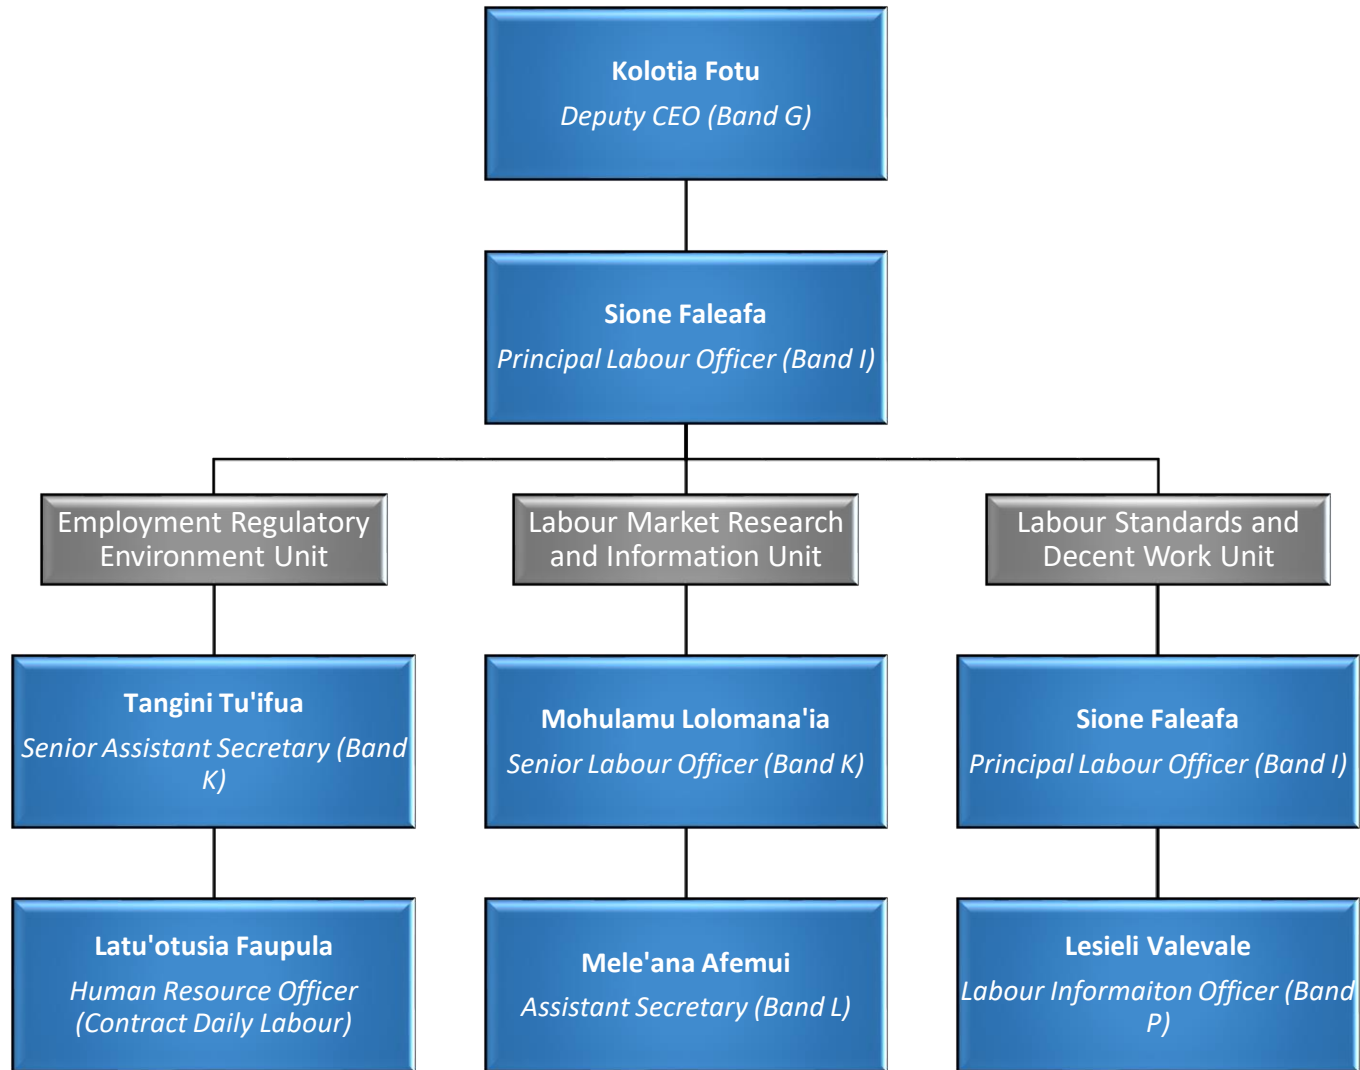 Kolotia Fotu
Deputy CEO (Band G)
Sione Faleafa
Principal Labour Officer (Band I)
Employment Regulatory
Environment Unit
Labour Market Research
and Information Unit
Labour Standards and
Decent Work Unit
Tangini Tu'ifua
Senior Assistant Secretary (Band
K)
Mohulamu Lolomana'ia
Senior Labour Officer (Band K)
Sione Faleafa
Principal Labour Officer (Band I)
Latu'otusia Faupula
Human Resource Officer
(Contract Daily Labour)
Mele'ana Afemui
Assistant Secretary (Band L)
Lesieli Valevale
Labour Informaiton Officer (Band
P)